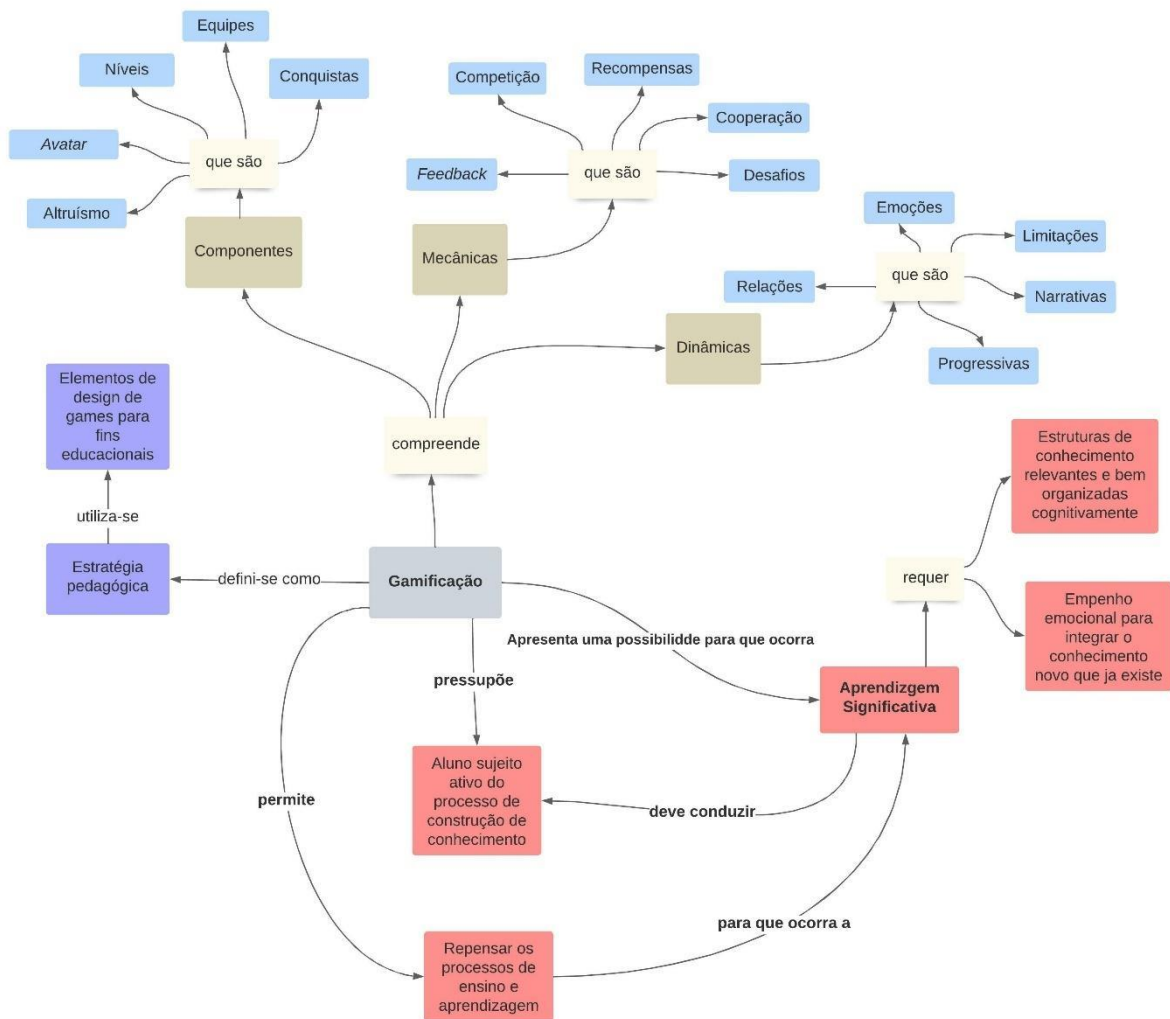 Equipes
Níveis
Conquistas
Avatar
que são
Altruísmo
Componentes
Competição
Recompensas
Cooperação
Feedback
que são
Desafios
Mecânicas
Emoções
Limitações
Relações
que são
Narrativas
Dinâmicas
Progressivas
Elementos de
design de
games para
fins
educacionais
utiliza-se
Estratégia
pedagógica
defini-se como
compreende
Gamificação
Estruturas de
conhecimento
relevantes e bem
organizadas
cognitivamente
requer
Empenho
emocional para
integrar o
conhecimento
novo que ja existe
Apresenta uma possibilidde para que ocorra
pressupõe
Aprendizgem
Significativa
Aluno sujeito
ativo do
processo de
construção de
conhecimento
deve conduzir
permite
para que ocorra a
Repensar os
processos de
ensino e
aprendizagem